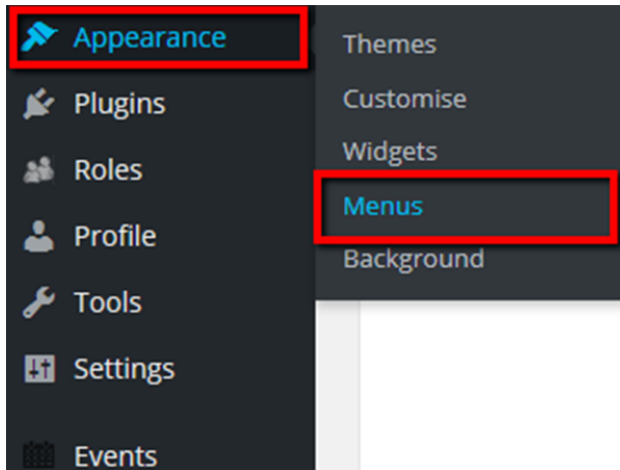 Appearance
Plugins
Roles
Profile
Tools
Settings
Events
Themes
Customise
Widgets
Menus
Background